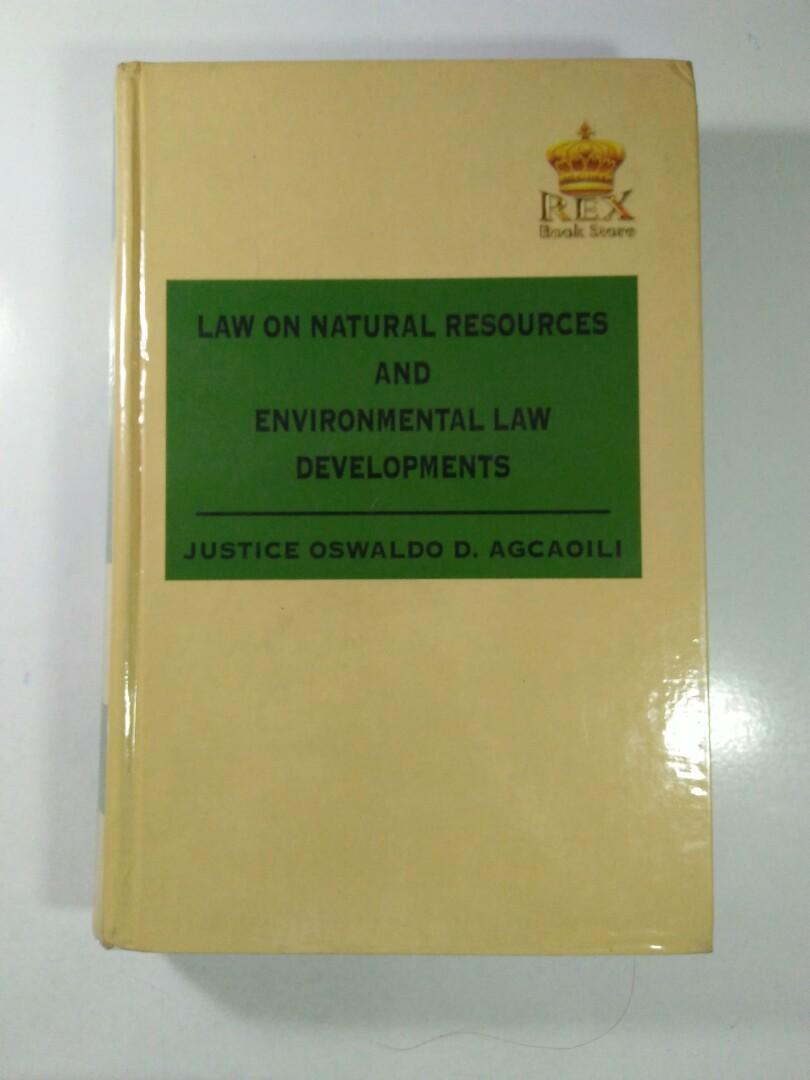 REX
Book Store
LAW ON NATURAL RESOURCES
AND
ENVIRONMENTAL LAW
DEVELOPMENTS
JUSTICE OSWALDO D. AGCAOILI